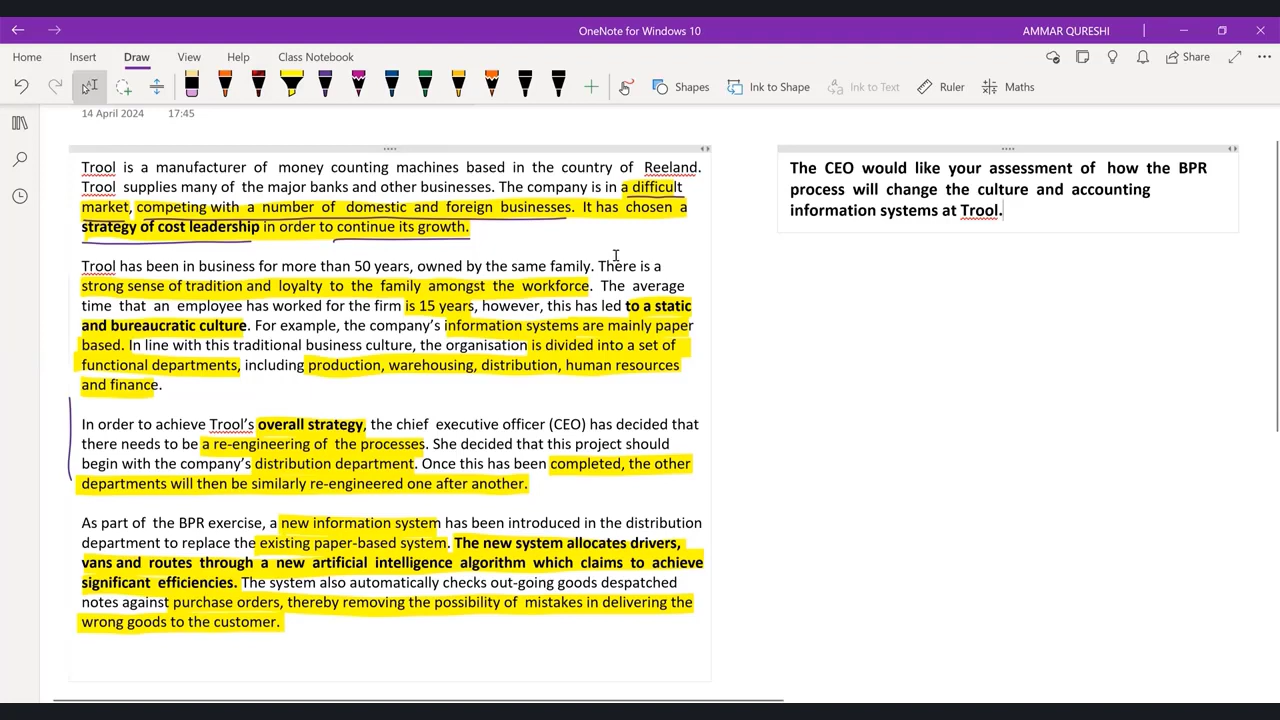 OneNote for Windows 10
AMMAR QURESHI
Home
Insert
Draw
View
Help
Class Notebook
Share
Shapes
Ink to Shape
Ink to Text
Ruler
Maths
14 April 2024
17:45
Trool is a manufacturer of money counting machines based in the country of Reeland.
Trool supplies many of the major banks and other businesses. The company is in a difficult
market, competing with a number of domestic and foreign businesses. It has chosen a
strategy of cost leadership in order to continue its growth.
Trool has been in business for more than 50 years, owned by the same family. There is a
strong sense of tradition and loyalty to the family amongst the workforce. The average
time that an employee has worked for the firm is 15 years, however, this has led to a static
and bureaucratic culture. For example, the company's information systems are mainly paper
based. In line with this traditional business culture, the organisation is divided into a set of
functional departments, including production, warehousing, distribution, human resources
and finance.
In order to achieve Trool's overall strategy, the chief executive officer (CEO) has decided that
there needs to be a re-engineering of the processes. She decided that this project should
begin with the company's distribution department. Once this has been completed, the other
departments will then be similarly re-engineered one after another.
As part of the BPR exercise, a new information system has been introduced in the distribution
department to replace the existing paper-based system. The new system allocates drivers,
vans and routes through a new artificial intelligence algorithm which claims to achieve
significant efficiencies. The system also automatically checks out-going goods despatched
notes against purchase orders, thereby removing the possibility of mistakes in delivering the
wrong goods to the customer.
The CEO would like your assessment of how the BPR
process will change the culture and accounting
information systems at Trool.